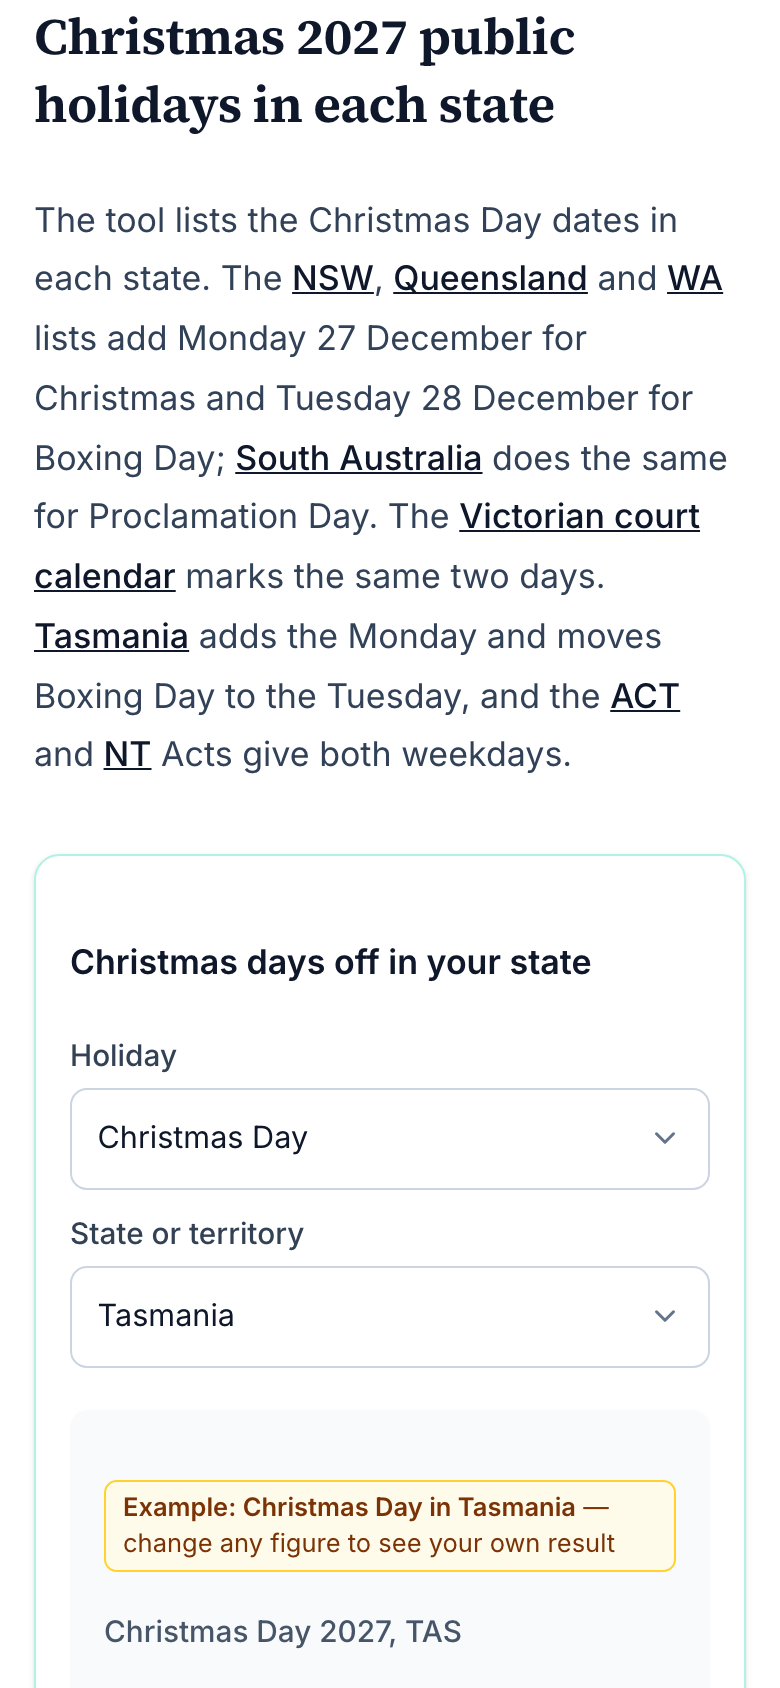 Christmas 2027 public
holidays in each state
The tool lists the Christmas Day dates in
each state. The NSW, Queensland and WA
lists add Monday 27 December for
Christmas and Tuesday 28 December for
Boxing Day; South Australia does the same
for Proclamation Day. The Victorian court
calendar marks the same two days.
Tasmania adds the Monday and moves
Boxing Day to the Tuesday, and the ACT
and NT Acts give both weekdays.
Christmas days off in your state
Holiday
Christmas Day
State or territory
Tasmania
Example: Christmas Day in Tasmania —
change any figure to see your own result
Christmas Day 2027, TAS